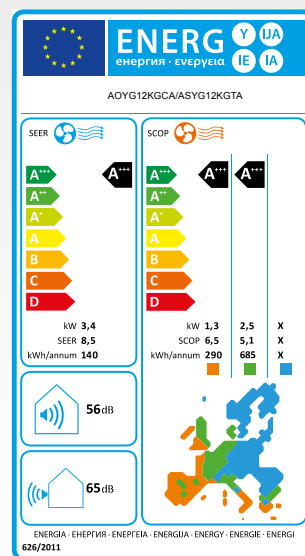 ENERG Y IJA
енергия · ενεργεια IE IA
AOYG12KGCA/ASYG12KGTA
SEER
SCOP
A+++ A+++
A++
A+
A
B
C
D
A+++ A+++ A+++
A++
A+
A
B
C
D
kW 3,4
SEER 8,5
kWh/annum 140
kW 1,3 2,5 X
SCOP 6,5 5,1 X
kWh/annum 290 685 X
56dB
65dB
ENERGIA · ЕНЕРГИЯ · ΕΝΕΡΓΕΙΑ · ENERGIJA · ENERGY · ENERGIE · ENERGI
626/2011